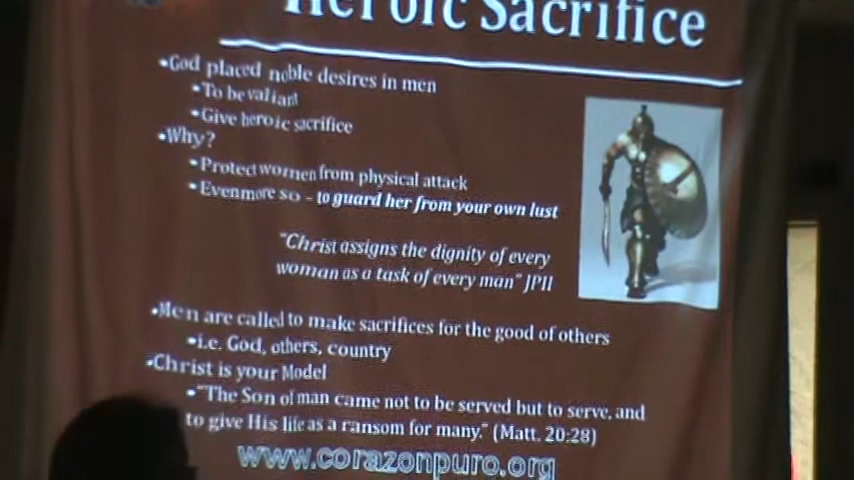 Heroic Sacrifice
•God placed noble desires in men
•To be valiant
•Give heroic sacrifice
•Why?
•Protect women from physical attack
•Even more so – to guard her from your own lust
"Christ assigns the dignity of every
woman as a task of every man" JPII
•Men are called to make sacrifices for the good of others
•i.e. God, others, country
•Christ is your Model
•"The Son of man came not to be served but to serve, and
to give His life as a ransom for many." (Matt. 20:28)
www.corazonpuro.org